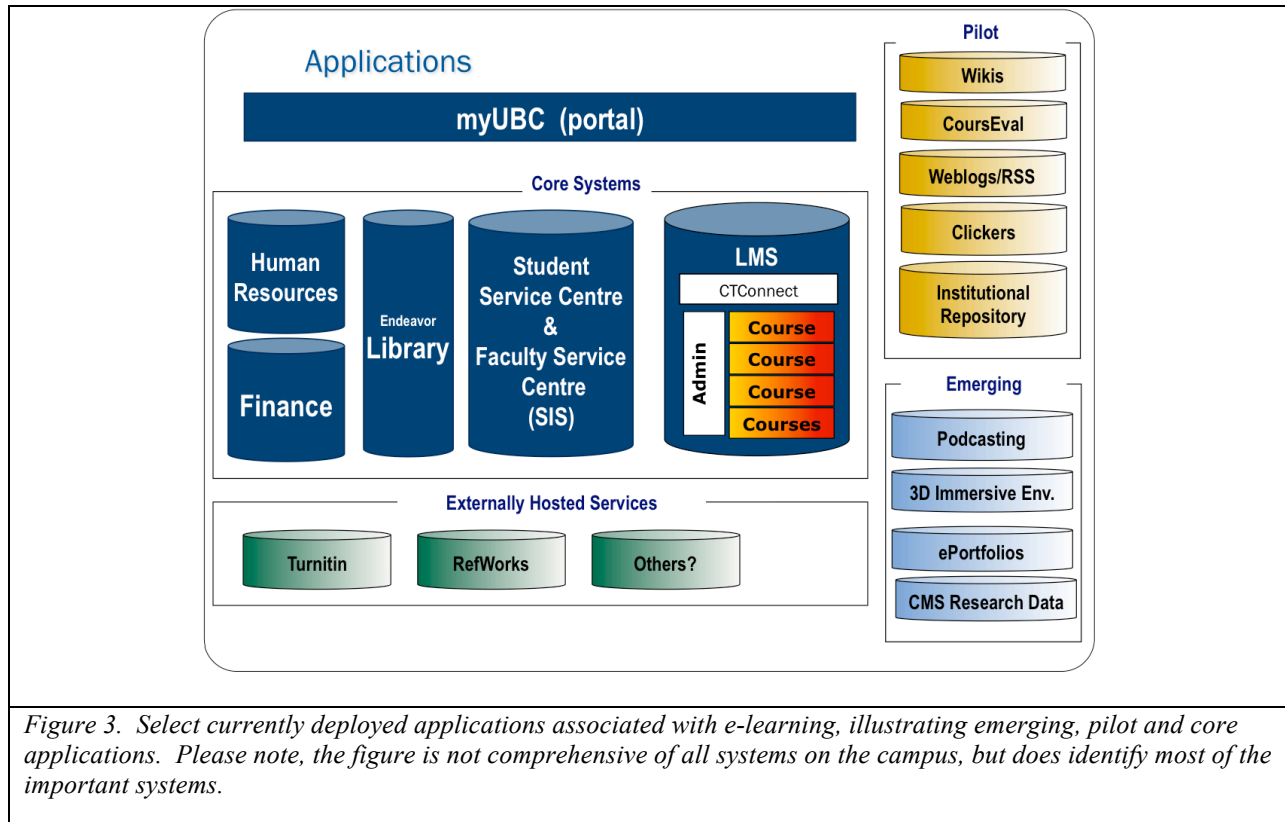 Applications
myUBC (portal)
Core Systems
Human
Resources
Finance
Endeavor
Library
Student
Service Centre
&
Faculty Service
Centre
(SIS)
LMS
CTConnect
Admin
Course
Course
Course
Courses
Externally Hosted Services
Turnitin
RefWorks
Others?
Pilot
Wikis
CoursEval
Weblogs/RSS
Clickers
Institutional
Repository
Emerging
Podcasting
3D Immersive Env.
ePortfolios
CMS Research Data
Figure 3. Select currently deployed applications associated with e-learning, illustrating emerging, pilot and core
applications. Please note, the figure is not comprehensive of all systems on the campus, but does identify most of the
important systems.